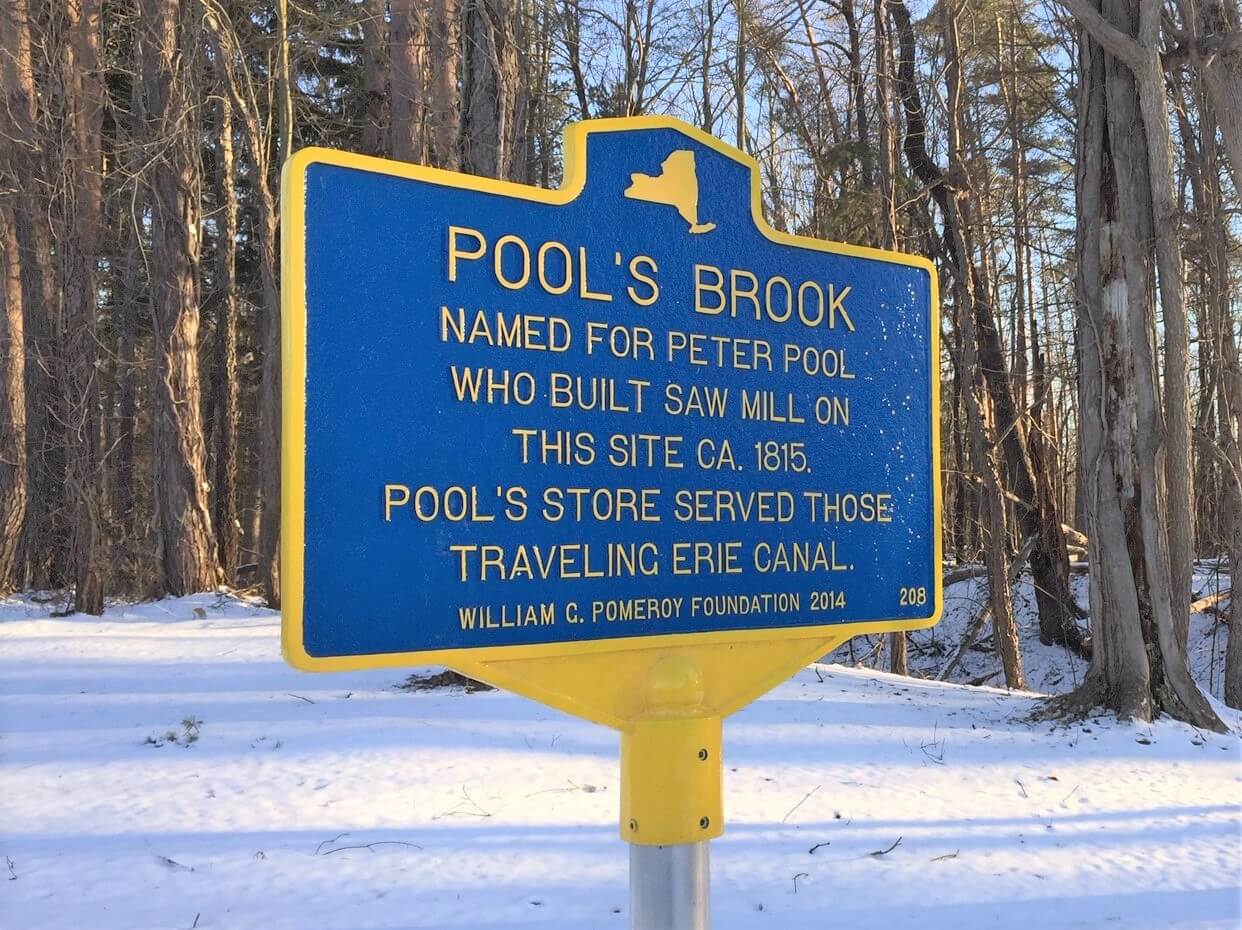 POOL'S BROOK
NAMED FOR PETER POOL
WHO BUILT SAW MILL ON
THIS SITE CA. 1815.
POOL'S STORE SERVED THOSE
TRAVELING ERIE CANAL.
WILLIAM G. POMEROY FOUNDATION 2014 208